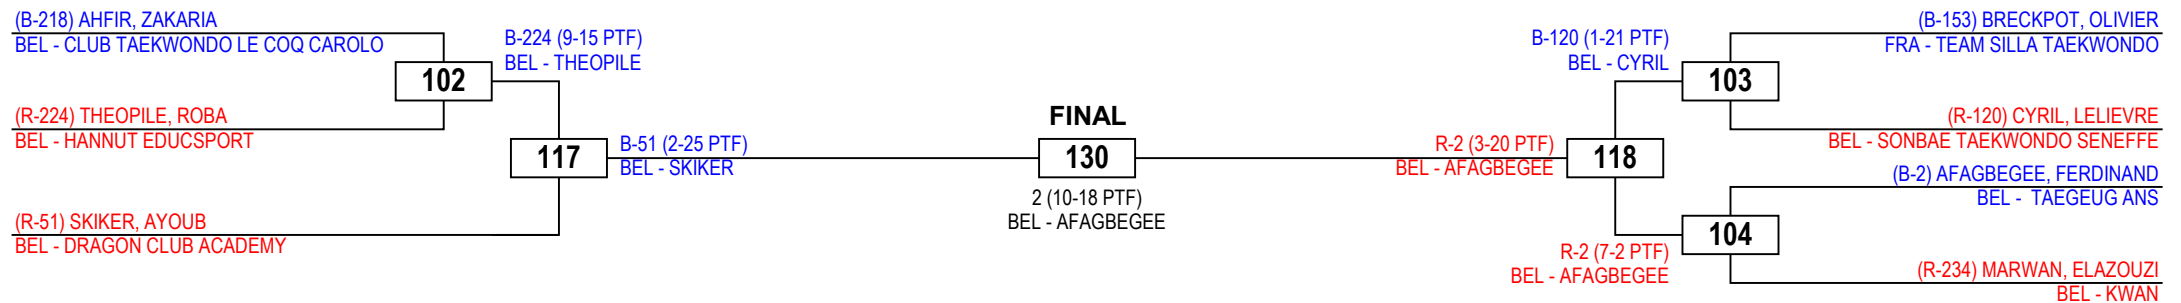 (B-218) AHFIR, ZAKARIA
BEL - CLUB TAEKWONDO LE COQ CAROLO
102
(R-224) THEOPILE, ROBA
BEL - HANNUT EDUCSPORT
B-224 (9-15 PTF)
BEL - THEOPILE
117
(R-51) SKIKER, AYOUB
BEL - DRAGON CLUB ACADEMY
B-51 (2-25 PTF)
BEL - SKIKER
FINAL
130
2 (10-18 PTF)
BEL - AFAGBEGEE
R-2 (3-20 PTF)
BEL - AFAGBEGEE
118
B-120 (1-21 PTF)
BEL - CYRIL
(B-153) BRECKPOT, OLIVIER
FRA - TEAM SILLA TAEKWONDO
103
(R-120) CYRIL, LELIEVRE
BEL - SONBAE TAEKWONDO SENEFFE
(B-2) AFAGBEGEE, FERDINAND
BEL -  TAEGEUG ANS
104
R-2 (7-2 PTF)
BEL - AFAGBEGEE
(R-234) MARWAN, ELAZOUZI
BEL - KWAN